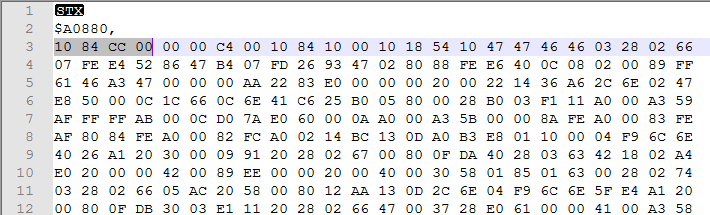 1 STX
2 $A0880,
3 10 84 CC 00 00 00 C4 00 10 84 10 00 10 18 54 10 47 47 46 46 03 28 02 66
4 07 FE E4 52 86 47 B4 07 FD 26 93 47 02 80 88 FE E6 40 0C 08 02 00 89 FF
5 61 46 A3 47 00 00 00 AA 22 83 E0 00 00 00 20 00 22 14 36 A6 2C 6E 02 47
6 E8 50 00 0C 1C 66 0C 6E 41 C6 25 B0 05 80 00 28 B0 03 F1 11 A0 00 A3 59
7 AF FF FF AB 00 0C D0 7A E0 60 00 0A A0 00 A3 5B 00 00 8A FE A0 00 83 FE
8 AF 80 84 FE A0 00 82 FC A0 02 14 BC 13 0D A0 B3 E8 01 10 00 04 F9 6C 6E
9 40 26 A1 20 30 00 09 91 20 28 02 67 00 80 0F DA 40 28 03 63 42 18 02 A4
10 E0 20 00 00 42 00 89 EE 00 00 20 00 40 00 30 58 01 85 01 63 00 28 02 74
11 03 28 02 66 05 AC 20 58 00 80 12 AA 13 0D 2C 6E 04 F9 6C 6E 5F E4 A1 20
12 00 80 0F DB 30 03 E1 11 20 28 02 66 47 00 37 28 E0 61 00 00 41 00 A3 58